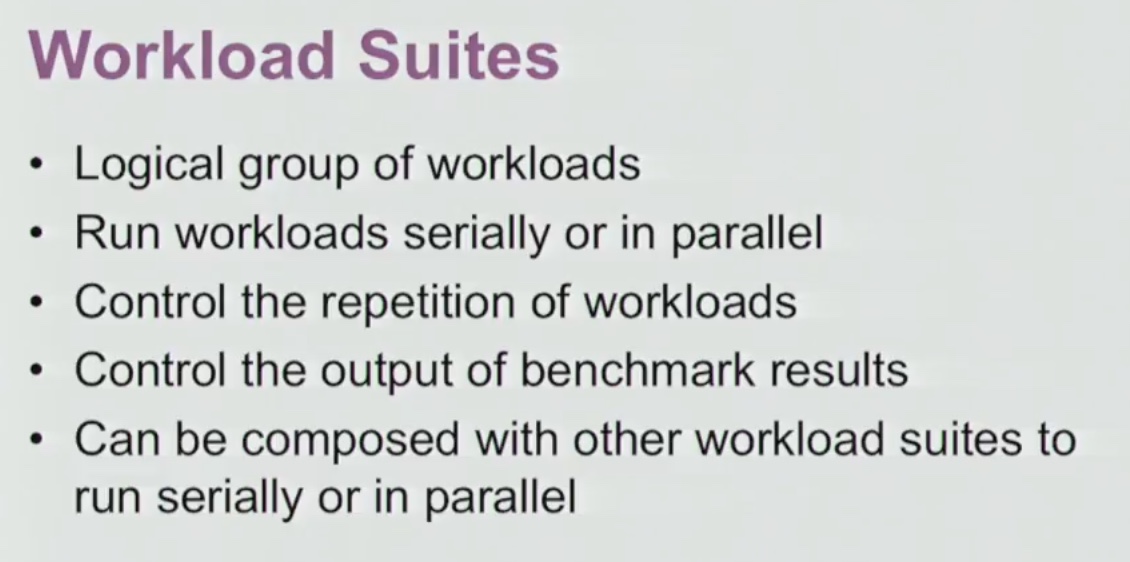 Workload Suites
• Logical group of workloads
• Run workloads serially or in parallel
• Control the repetition of workloads
• Control the output of benchmark results
• Can be composed with other workload suites to
run serially or in parallel